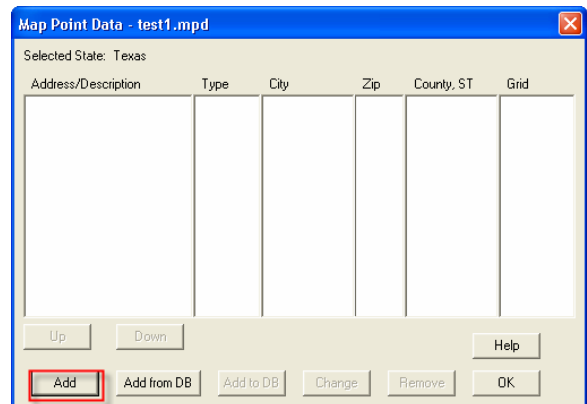 Map Point Data - test1.mpd
Selected State: Texas
Address/Description Type City Zip County, ST Grid
Up Down
Help
Add Add from DB Add to DB Change Remove OK